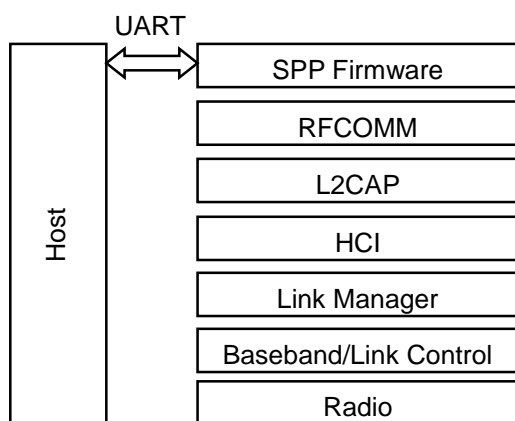 UART
SPP Firmware
RFCOMM
L2CAP
HCI
Link Manager
Baseband/Link Control
Radio
Host